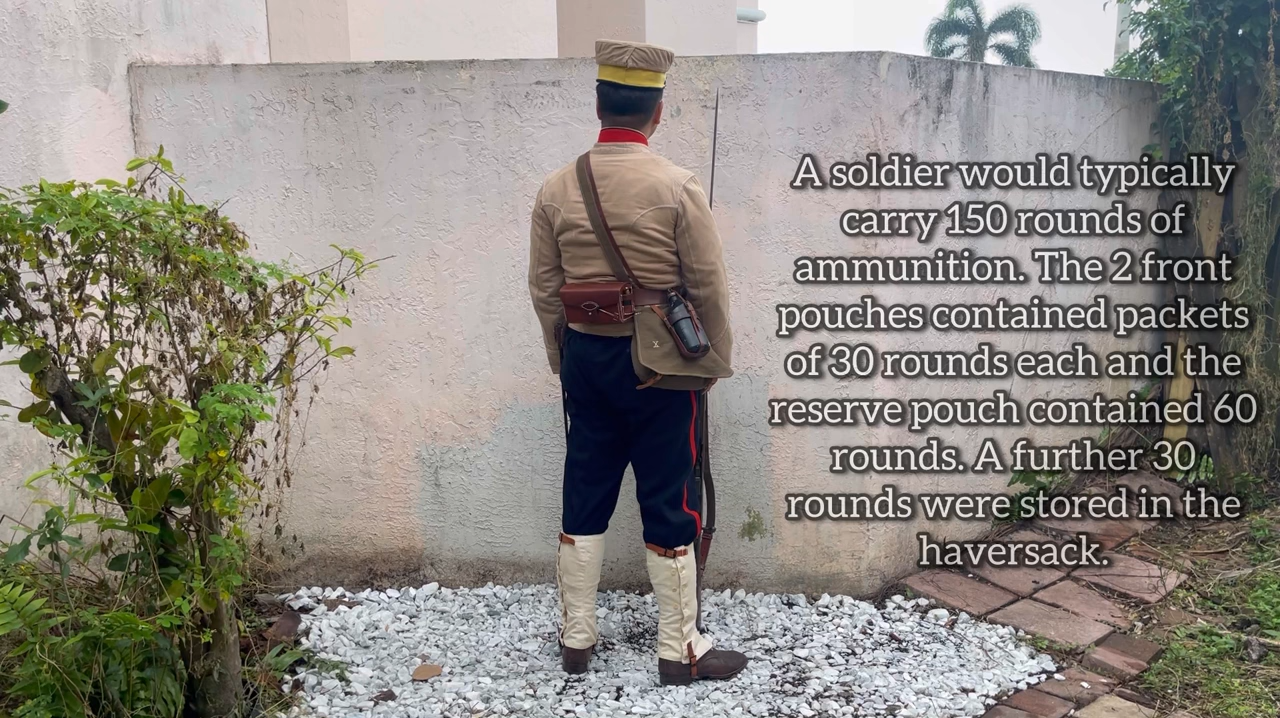 A soldier would typically
carry 150 rounds of
ammunition. The 2 front
pouches contained packets
of 30 rounds each and the
reserve pouch contained 60
rounds. A further 30
rounds were stored in the
haversack.